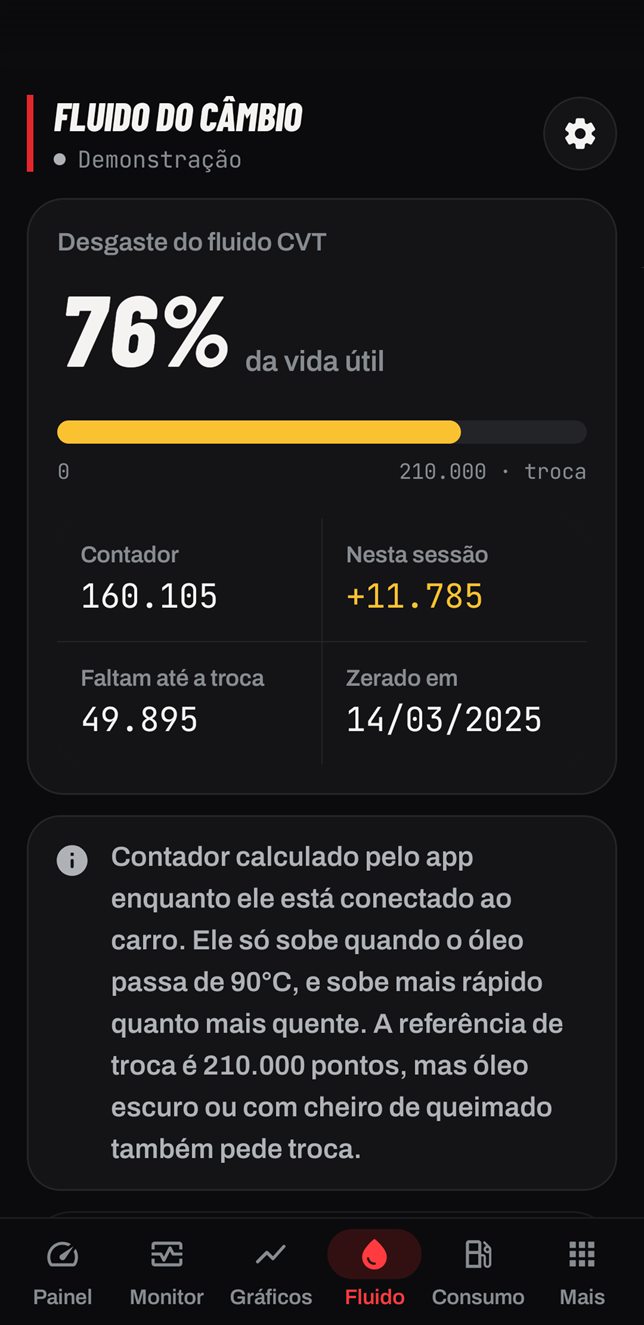 FLUIDO DO CÂMBIO
Demonstração
Desgaste do fluido CVT
76% da vida útil
0 210.000 · troca
Contador Nesta sessão
160.105 +11.785
Faltam até a troca Zerado em
49.895 14/03/2025
Contador calculado pelo app
enquanto ele está conectado ao
carro. Ele só sobe quando o óleo
passa de 90°C, e sobe mais rápido
quanto mais quente. A referência de
troca é 210.000 pontos, mas óleo
escuro ou com cheiro de queimado
também pede troca.
Painel Monitor Gráficos Fluido Consumo Mais